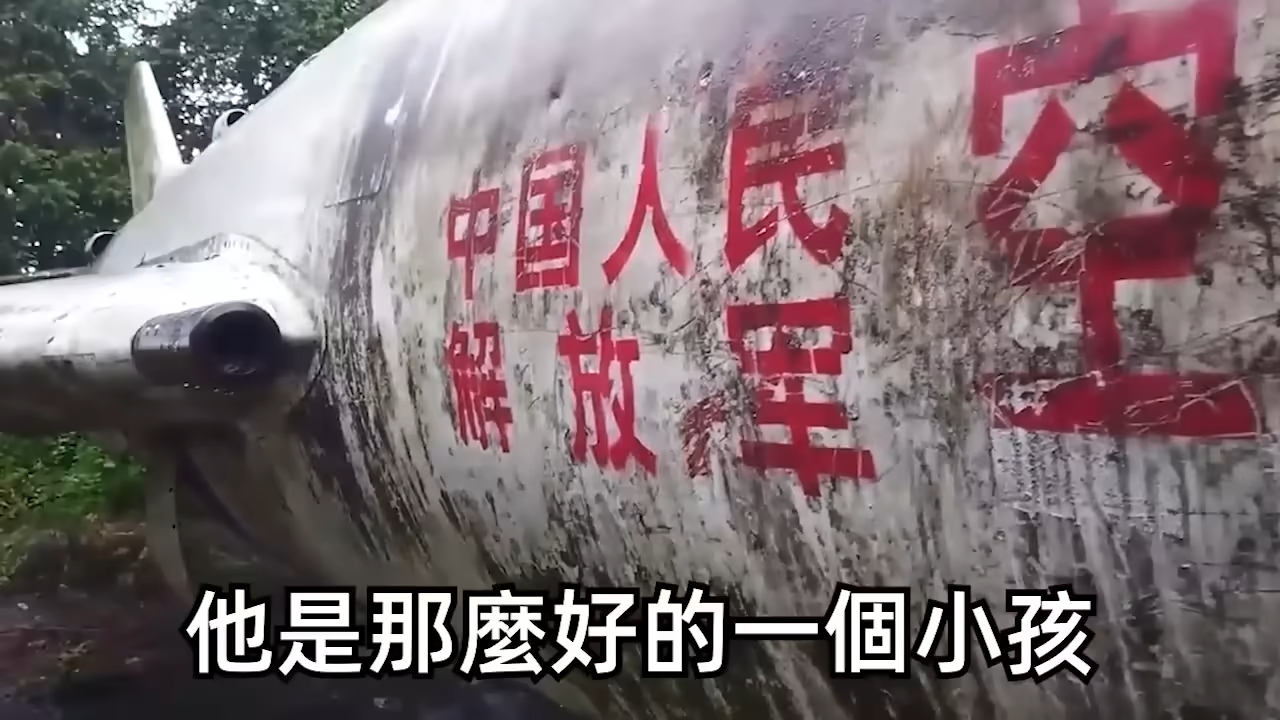 中国人民
解放军
空
他是那麼好的一個小孩